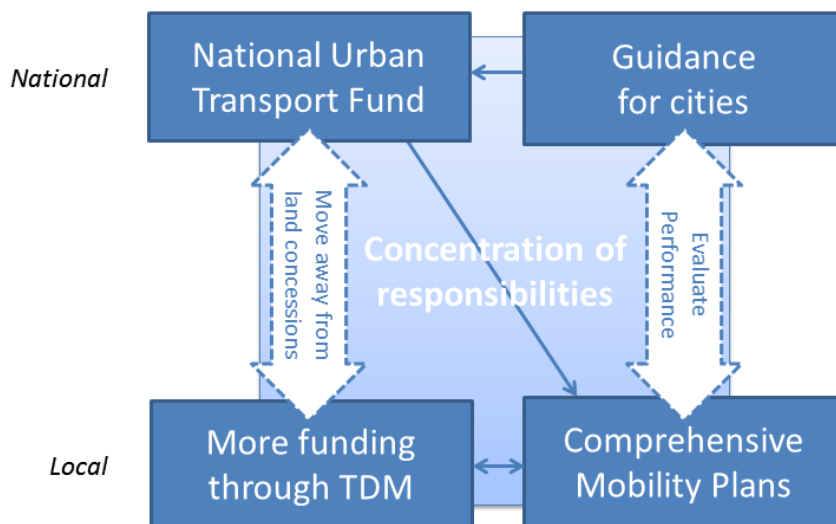 National
National Urban
Transport Fund
Guidance
for cities
Move away from
land concessions
Concentration of
responsibilities
Evaluate
Performance
Local
More funding
through TDM
Comprehensive
Mobility Plans